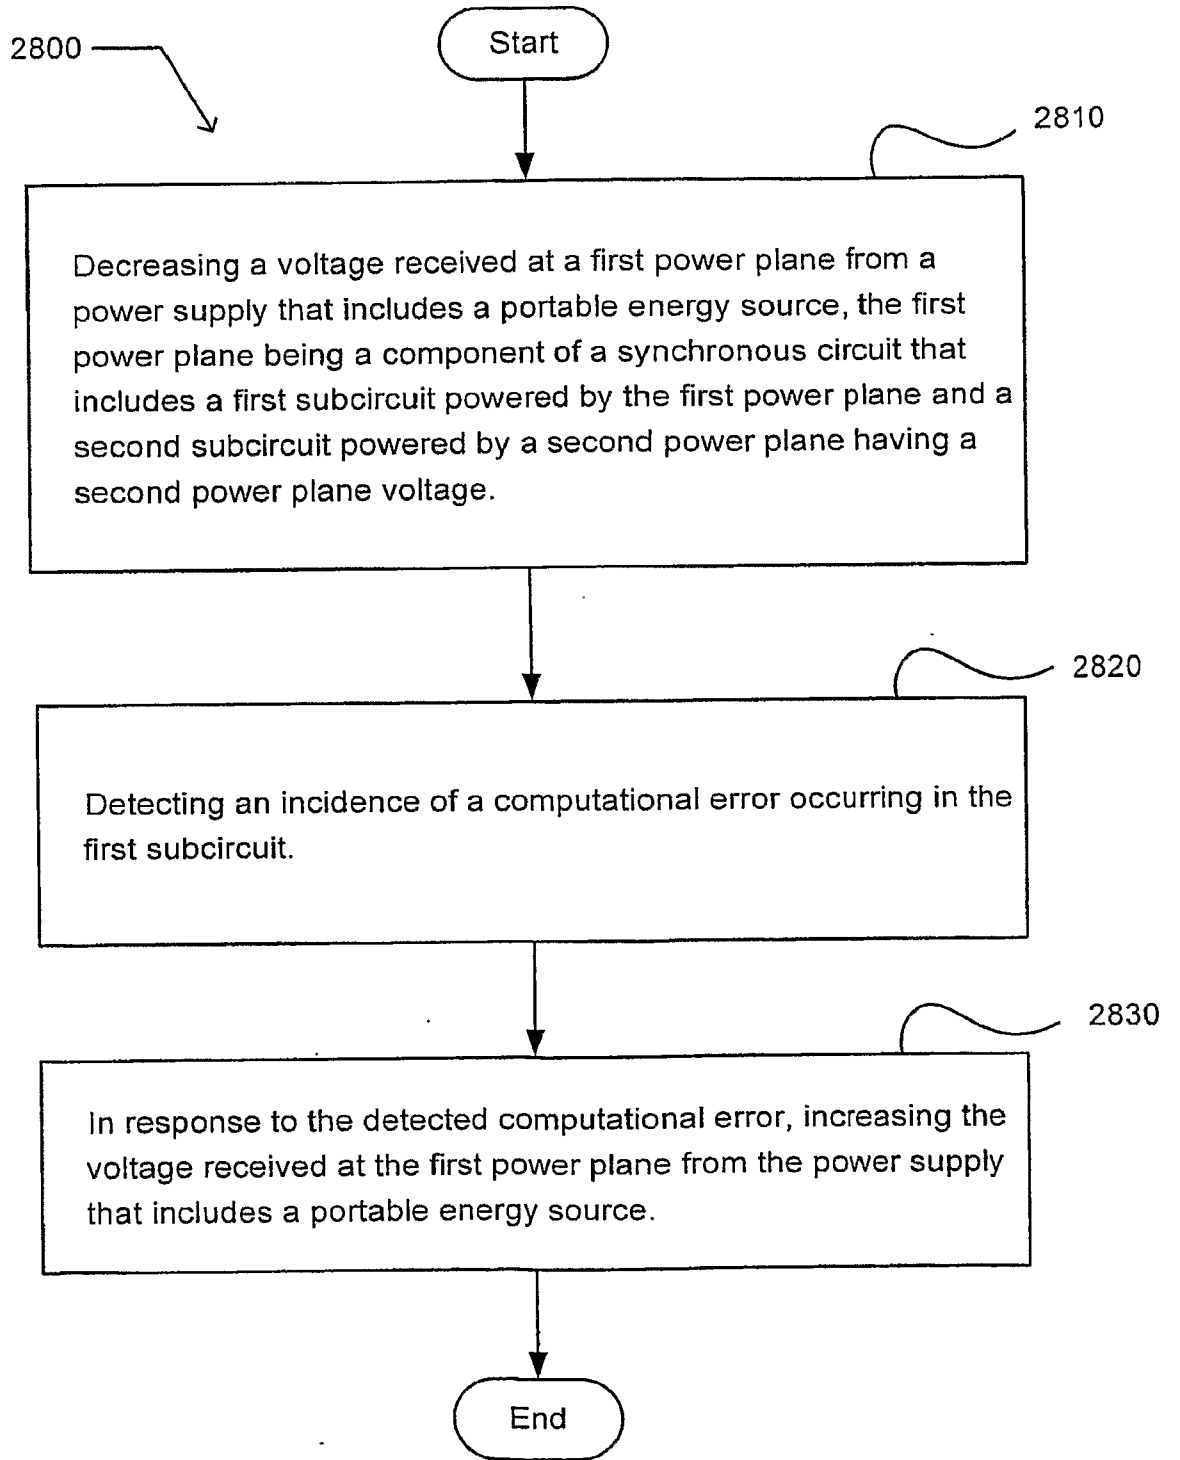 2800
Start
2810
Decreasing a voltage received at a first power plane from a
power supply that includes a portable energy source, the first
power plane being a component of a synchronous circuit that
includes a first subcircuit powered by the first power plane and a
second subcircuit powered by a second power plane having a
second power plane voltage.
2820
Detecting an incidence of a computational error occurring in the
first subcircuit.
2830
In response to the detected computational error, increasing the
voltage received at the first power plane from the power supply
that includes a portable energy source.
End